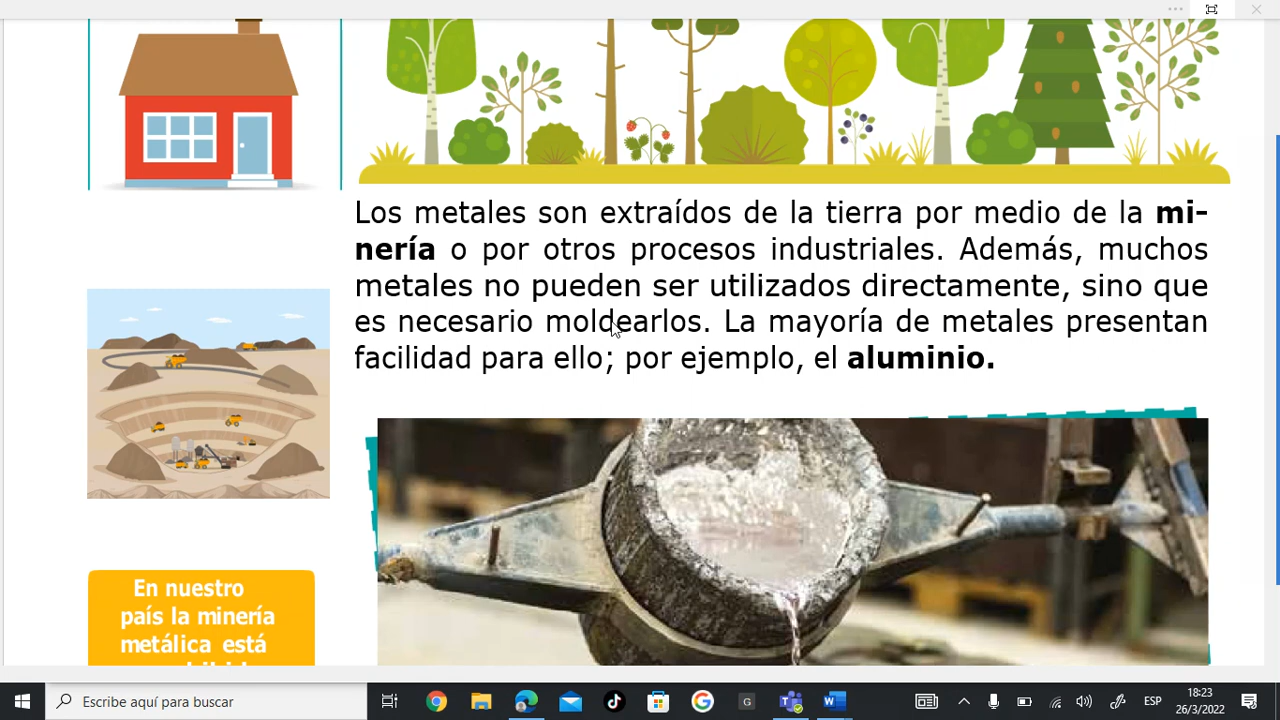 Los metales son extraídos de la tierra por medio de la mi-
nería o por otros procesos industriales. Además, muchos
metales no pueden ser utilizados directamente, sino que
es necesario moldearlos. La mayoría de metales presentan
facilidad para ello; por ejemplo, el aluminio.
En nuestro
país la minería
metálica está
Escribe aquí para buscar
G
ESP
18:23
26/3/2022